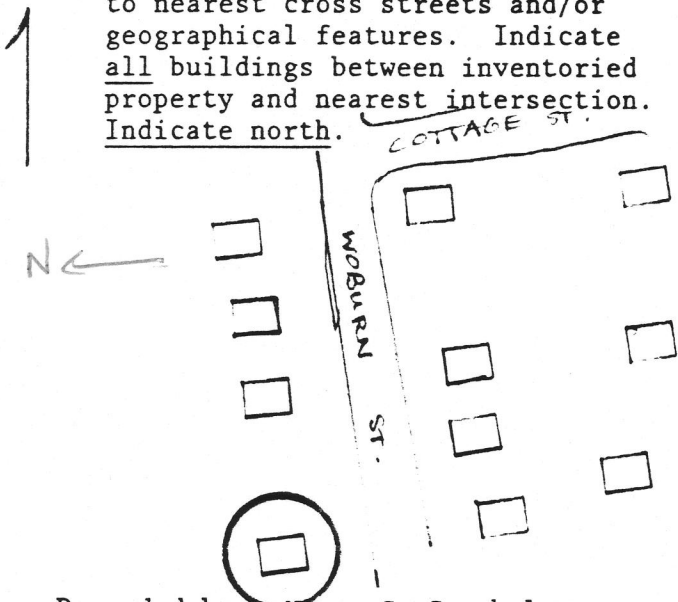 to nearest cross streets and/or
geographical features. Indicate
all buildings between inventoried
property and nearest intersection.
Indicate north.
COTTAGE ST.
N
WOBURN ST.